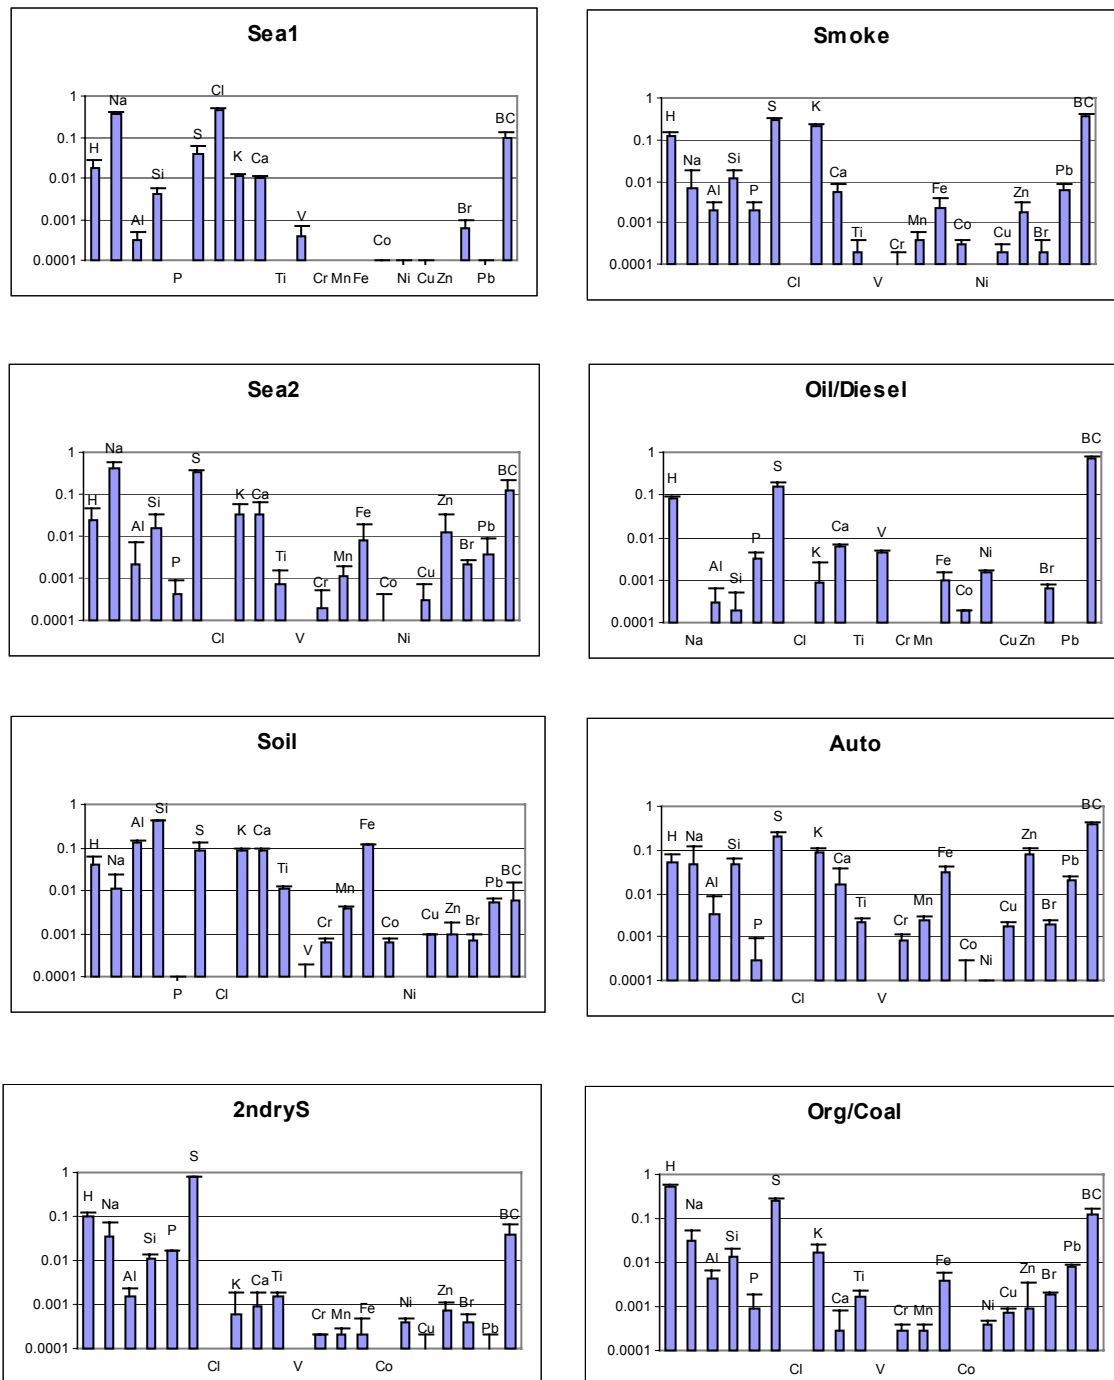 Sea1
Cl
1
Na
S
BC
0.1
H
K
Ca
Si
0.01
Br
V
0.001
Al
Co
0.0001
P
Ti
Cr Mn Fe
Ni
Cu Zn
Pb
Smoke
1
S
K
BC
H
0.1
Na
Si
Ca
Pb
0.01
Al
P
Fe
Zn
0.001
Ti
Mn
Co
Cu
Br
Cr
0.0001
Cl
V
Ni
Sea2
Na
1
S
BC
0.1
H
Si
K
Ca
Zn
0.01
Al
Fe
Pb
Ti
Mn
Br
0.001
P
Cr
Co
Cu
0.0001
Cl
V
Ni
Oil/Diesel
BC
1
S
H
0.1
P
Ca
V
0.01
Al
K
Fe
Ni
Br
0.001
Si
Co
0.0001
Na
Cl
Ti
Cr Mn
Cu Zn
Pb
Soil
1
Si
Al
S
K
Ca
Fe
0.1
H
Na
Ti
BC
0.01
Mn
Pb
Cr
Co
Cu
Zn
Br
0.001
V
0.0001
P
Cl
Ni
Auto
1
S
BC
H
Na
Si
K
Zn
0.1
Ca
Fe
Pb
0.01
Al
Ti
Mn
Cu
Br
Cr
0.001
P
Co
Ni
0.0001
Cl
V
2ndryS
S
1
H
Na
BC
0.1
Si
P
0.01
Al
K
Ca
Ti
Zn
Br
0.001
Cr
Mn
Fe
Ni
Cu
Pb
0.0001
Cl
V
Co
Org/Coal
H
1
S
BC
Na
0.1
Si
K
Al
Fe
Pb
0.01
P
Ti
Zn
Br
Ca
Cu
0.001
Cr
Mn
Ni
0.0001
Cl
V
Co